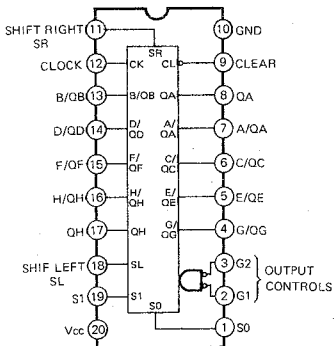 SHIFT RIGHT SR 11 10 GND
SR
CLOCK 12 CK CL 9 CLEAR
B/QB 13 B/QB QA 8 QA
D/QD 14 D/QD A/QA 7 A/QA
F/QF 15 F/QF C/QC 6 C/QC
H/QH 16 H/QH E/QE 5 E/QE
QH 17 QH G/QG 4 G/QG
SHIF LEFT SL 18 SL 3 G2
OUTPUT CONTROLS
S1 19 S1 2 G1
S0
Vcc 20 1 S0